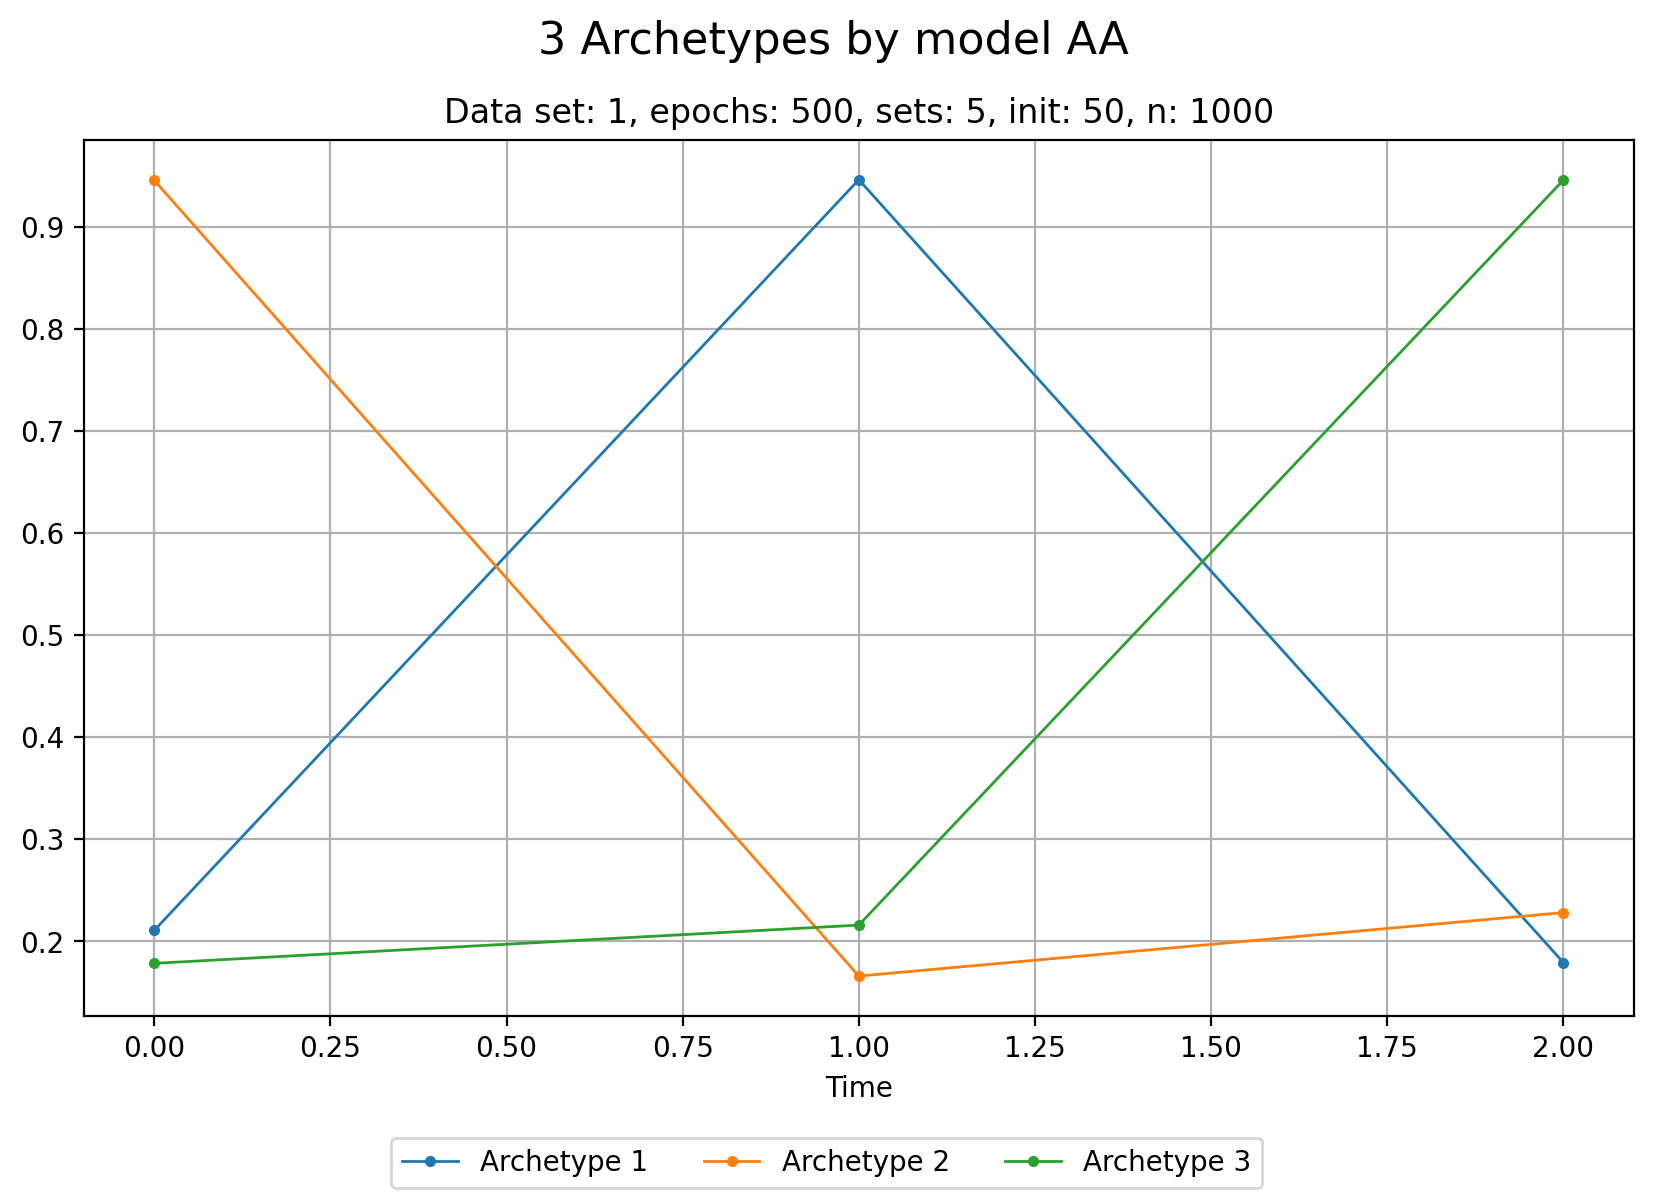 3 Archetypes by model AA
Data set: 1, epochs: 500, sets: 5, init: 50, n: 1000
0.9
0.8
0.7
0.6
0.5
0.4
0.3
0.2
0.00 0.25 0.50 0.75 1.00 1.25 1.50 1.75 2.00
Time
Archetype 1 Archetype 2 Archetype 3